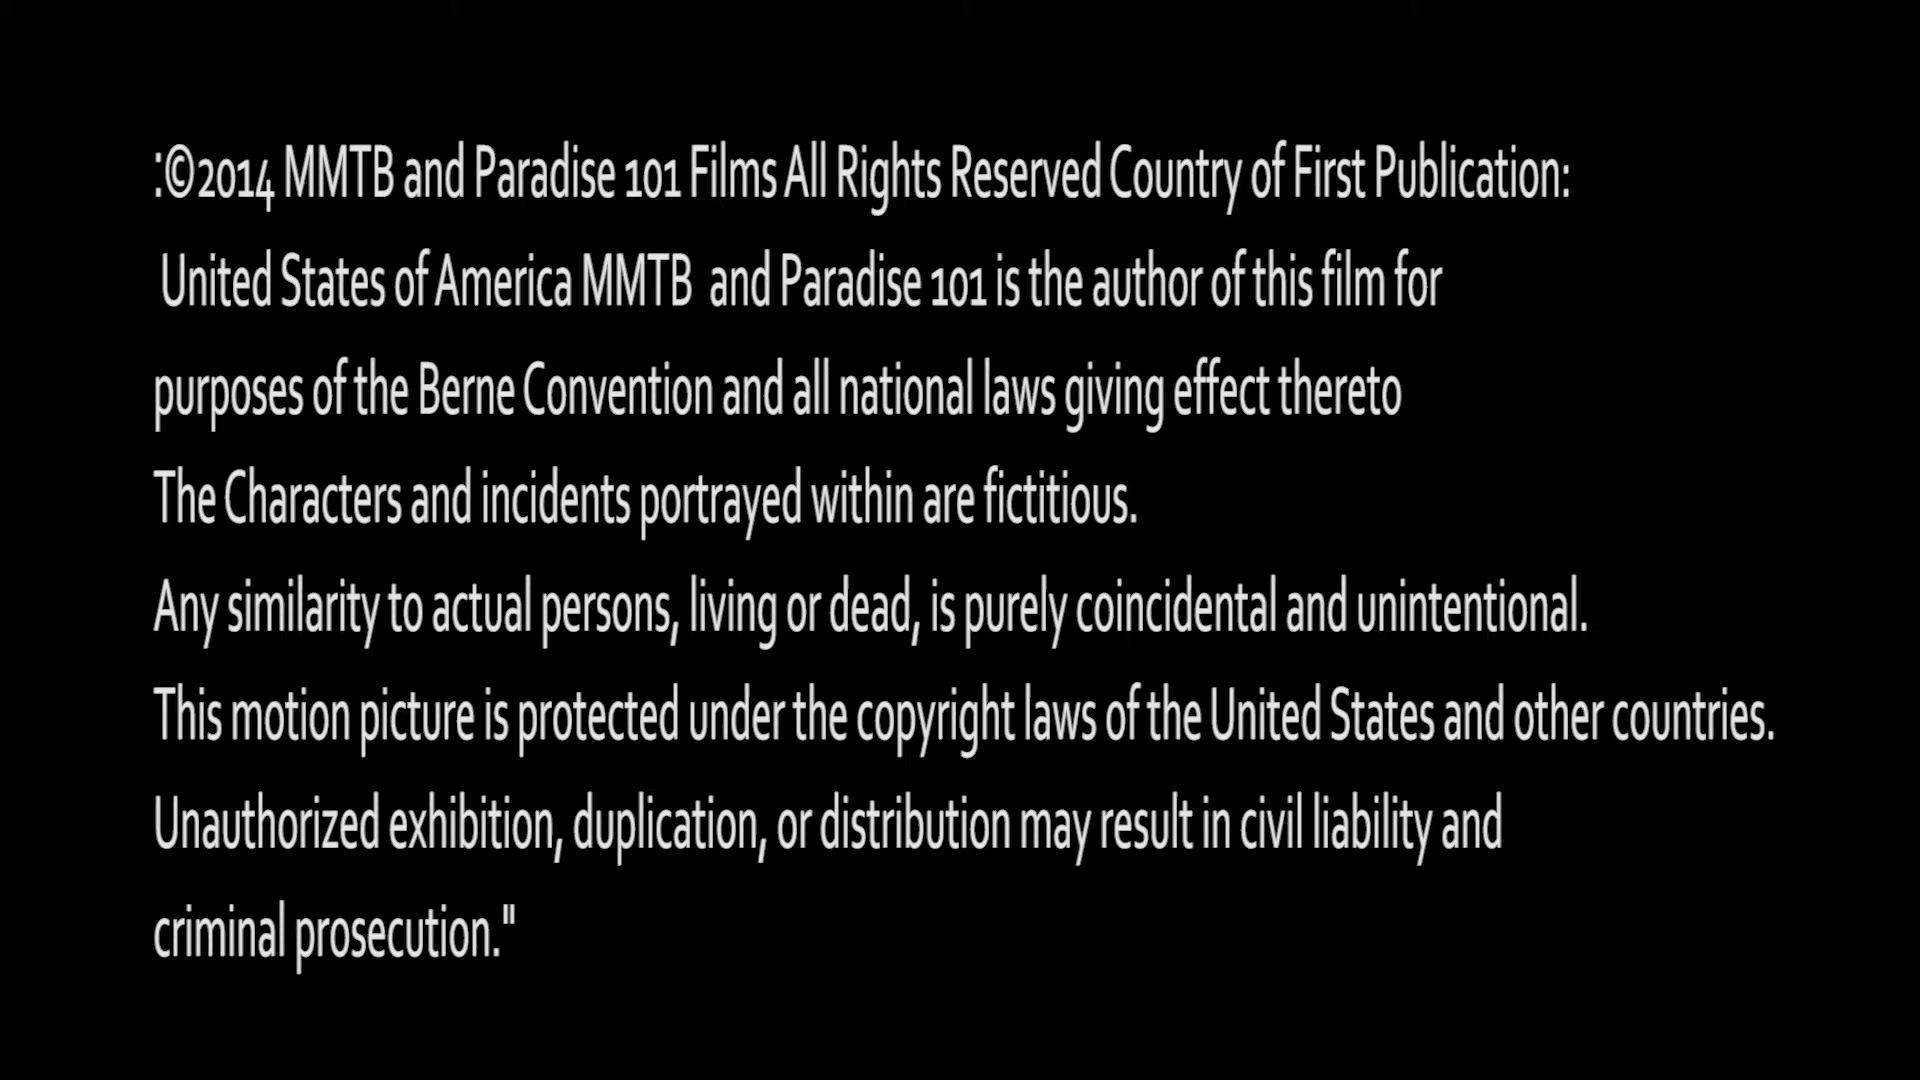 :©2014 MMTB and Paradise 101 Films All Rights Reserved Country of First Publication:
United States of America MMTB  and Paradise 101 is the author of this film for
purposes of the Berne Convention and all national laws giving effect thereto
The Characters and incidents portrayed within are fictitious.
Any similarity to actual persons, living or dead, is purely coincidental and unintentional.
This motion picture is protected under the copyright laws of the United States and other countries.
Unauthorized exhibition, duplication, or distribution may result in civil liability and
criminal prosecution."